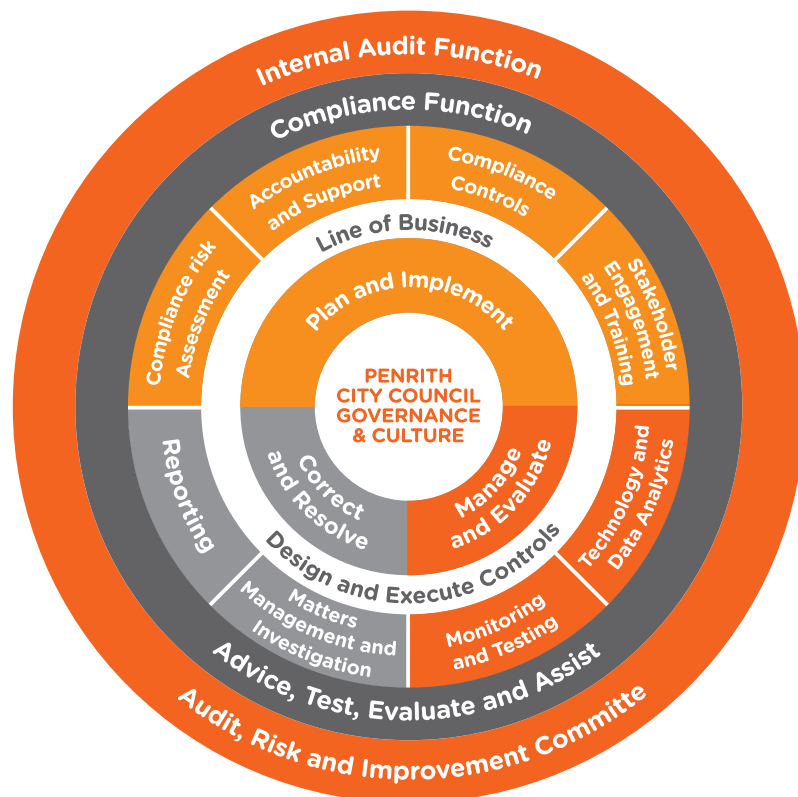 Internal Audit Function
Compliance Function
Accountability
and Support
Compliance
Controls
Compliance risk
Assessment
Stakeholder
Engagement
and Training
Line of Business
Plan and Implement
PENRITH
CITY COUNCIL
GOVERNANCE
& CULTURE
Correct
and Resolve
Manage
and Evaluate
Reporting
Technology and
Data Analytics
Design and Execute Controls
Matters
Management and
Investigation
Monitoring
and Testing
Advice, Test, Evaluate and Assist
Audit, Risk and Improvement Committe